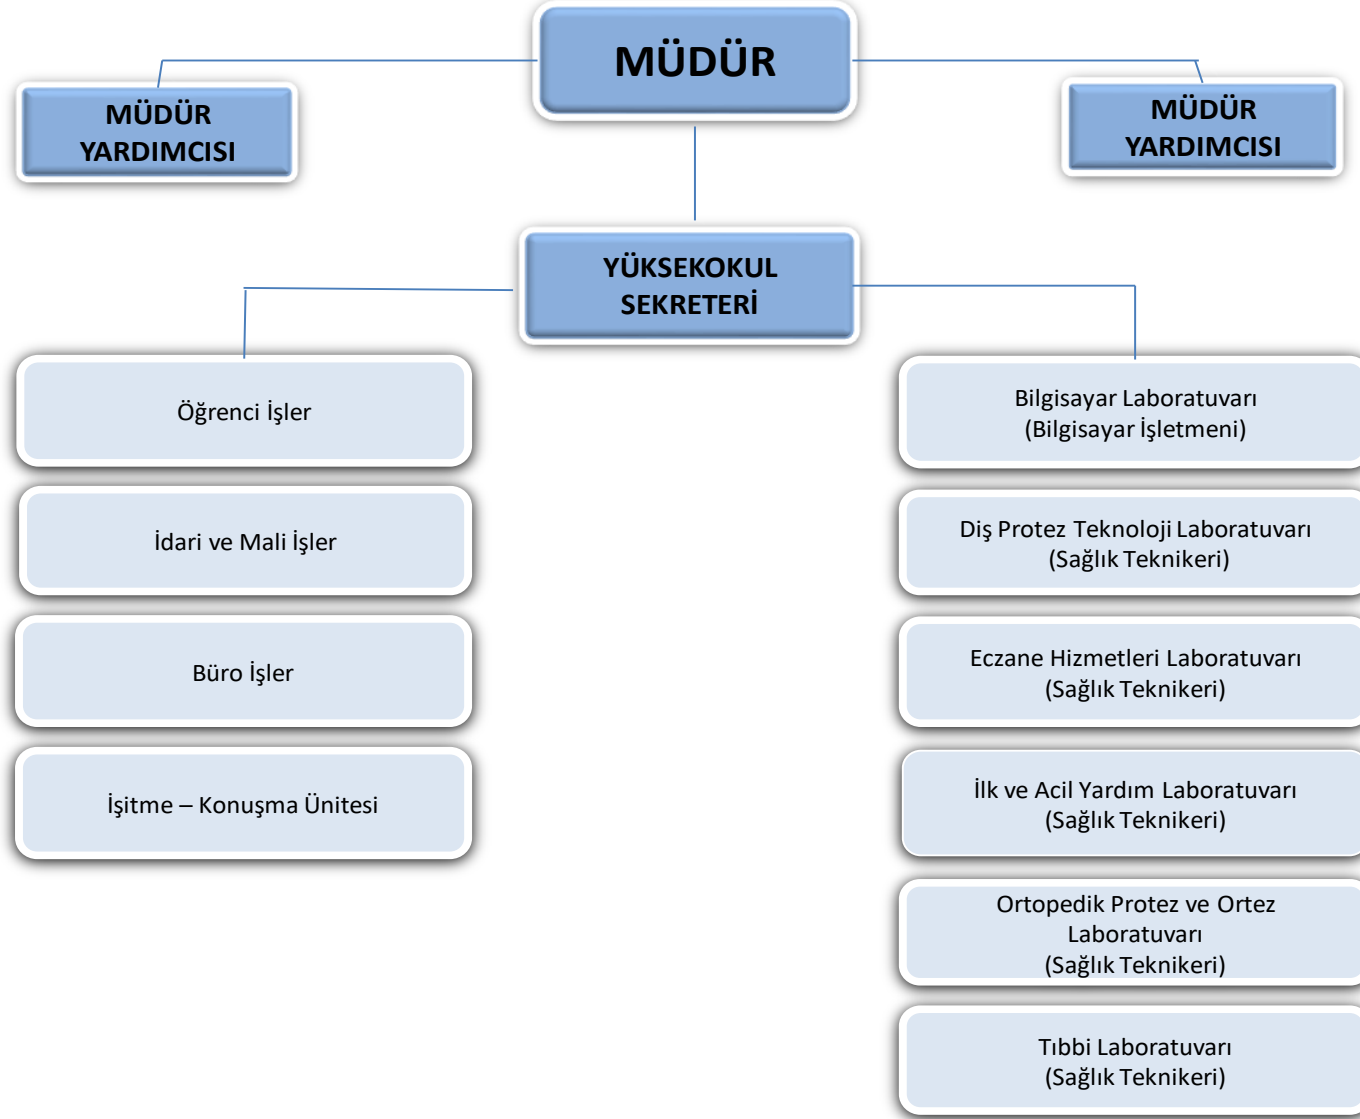 MÜDÜR
MÜDÜR
YARDIMCISI
MÜDÜR
YARDIMCISI
YÜKSEKOKUL
SEKRETERİ
Öğrenci İşler
İdari ve Mali İşler
Büro İşler
İşitme – Konuşma Ünitesi
Bilgisayar Laboratuvarı
(Bilgisayar İşletmeni)
Diş Protez Teknoloji Laboratuvarı
(Sağlık Teknikeri)
Eczane Hizmetleri Laboratuvarı
(Sağlık Teknikeri)
İlk ve Acil Yardım Laboratuvarı
(Sağlık Teknikeri)
Ortopedik Protez ve Ortez
Laboratuvarı
(Sağlık Teknikeri)
Tıbbi Laboratuvarı
(Sağlık Teknikeri)